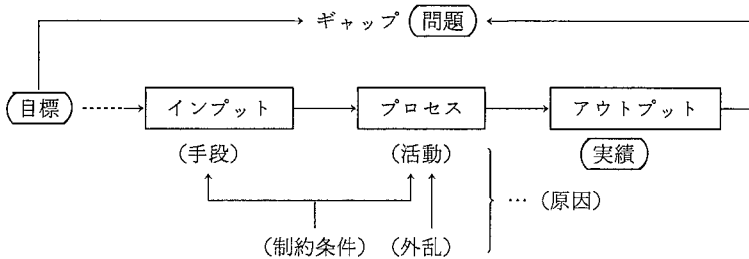 ギャップ 問題
目標 インプット プロセス アウトプット
(手段) (活動) 実績
… (原因)
(制約条件) (外乱)